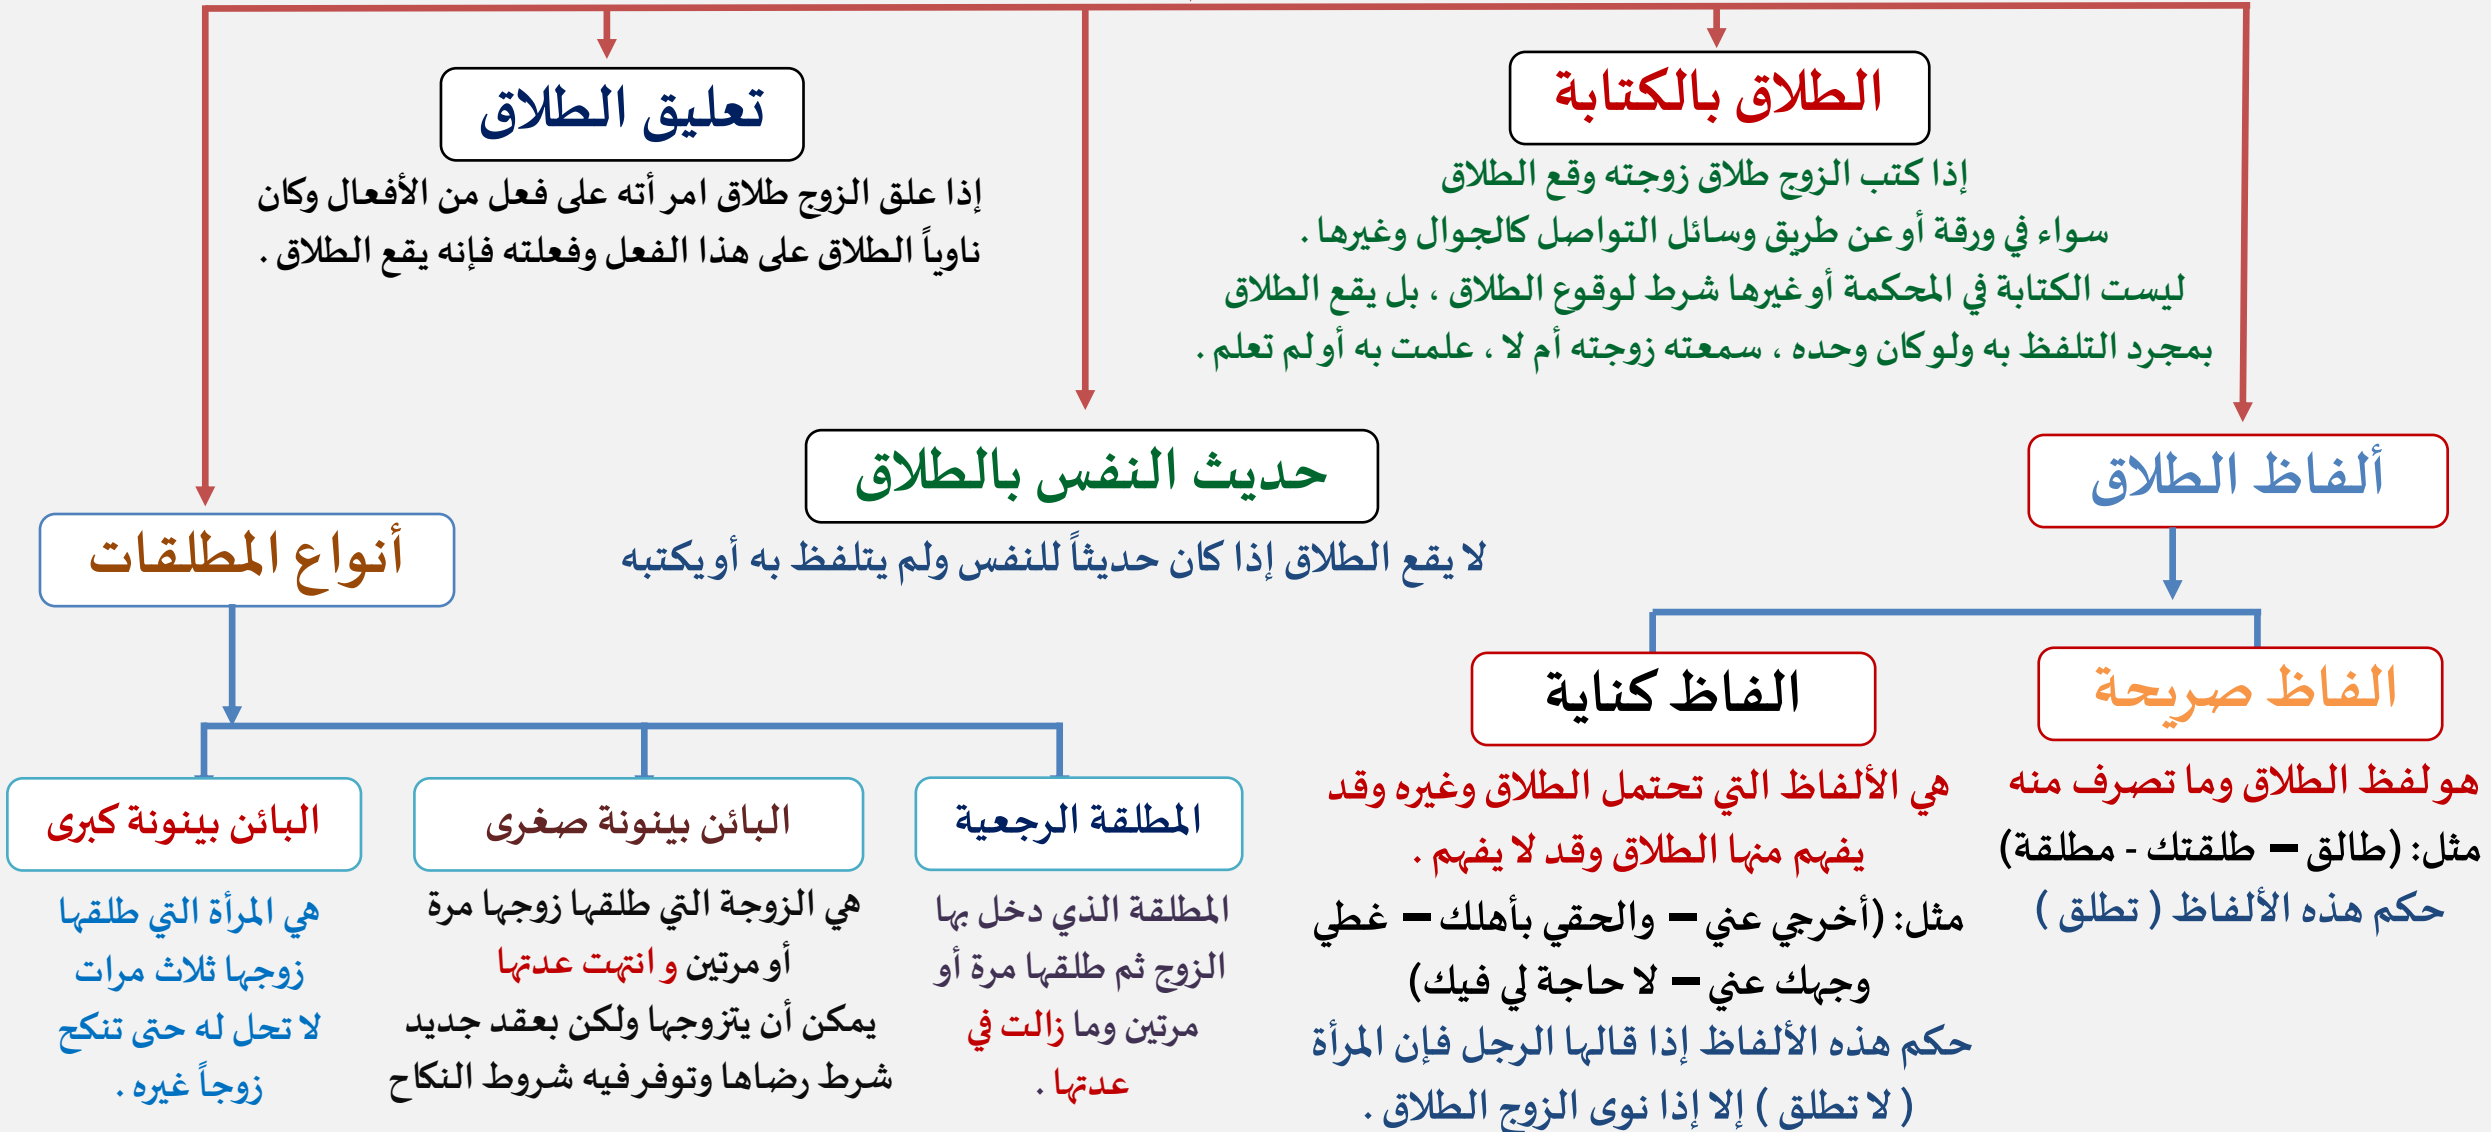 الطلاق بالكتابة
إذا كتب الزوج طلاق زوجته وقع الطلاق
سواء في ورقة أو عن طريق وسائل التواصل كالجوال وغيرها .
ليست الكتابة في المحكمة أو غيرها شرط لوقوع الطلاق ، بل يقع الطلاق
بمجرد التلفظ به ولو كان وحده ، سمعته زوجته أم لا ، علمت به أو لم تعلم .
تعليق الطلاق
إذا علق الزوج طلاق امرأته على فعل من الأفعال وكان
ناوياً الطلاق على هذا الفعل وفعلته فإنه يقع الطلاق .
ألفاظ الطلاق
الفاظ صريحة
هو لفظ الطلاق وما تصرف منه
مثل: (طالق – طلقتك - مطلقة)
حكم هذه الألفاظ ( تطلق )
الفاظ كناية
هي الألفاظ التي تحتمل الطلاق وغيره وقد
يفهم منها الطلاق وقد لا يفهم .
مثل: (أخرجي عني – والحقي بأهلك – غطي
وجهك عني – لا حاجة لي فيك)
حكم هذه الألفاظ إذا قالها الرجل فإن المرأة
( لا تطلق ) إلا إذا نوى الزوج الطلاق .
حديث النفس بالطلاق
لا يقع الطلاق إذا كان حديثاً للنفس ولم يتلفظ به أو يكتبه
أنواع المطلقات
المطلقة الرجعية
المطلقة الذي دخل بها
الزوج ثم طلقها مرة أو
مرتين وما زالت في
عدتها .
البائن بينونة صغرى
هي الزوجة التي طلقها زوجها مرة
أو مرتين و انتهت عدتها
يمكن أن يتزوجها ولكن بعقد جديد
شرط رضاها وتوفر فيه شروط النكاح
البائن بينونة كبرى
هي المرأة التي طلقها
زوجها ثلاث مرات
لا تحل له حتى تنكح
زوجاً غيره .